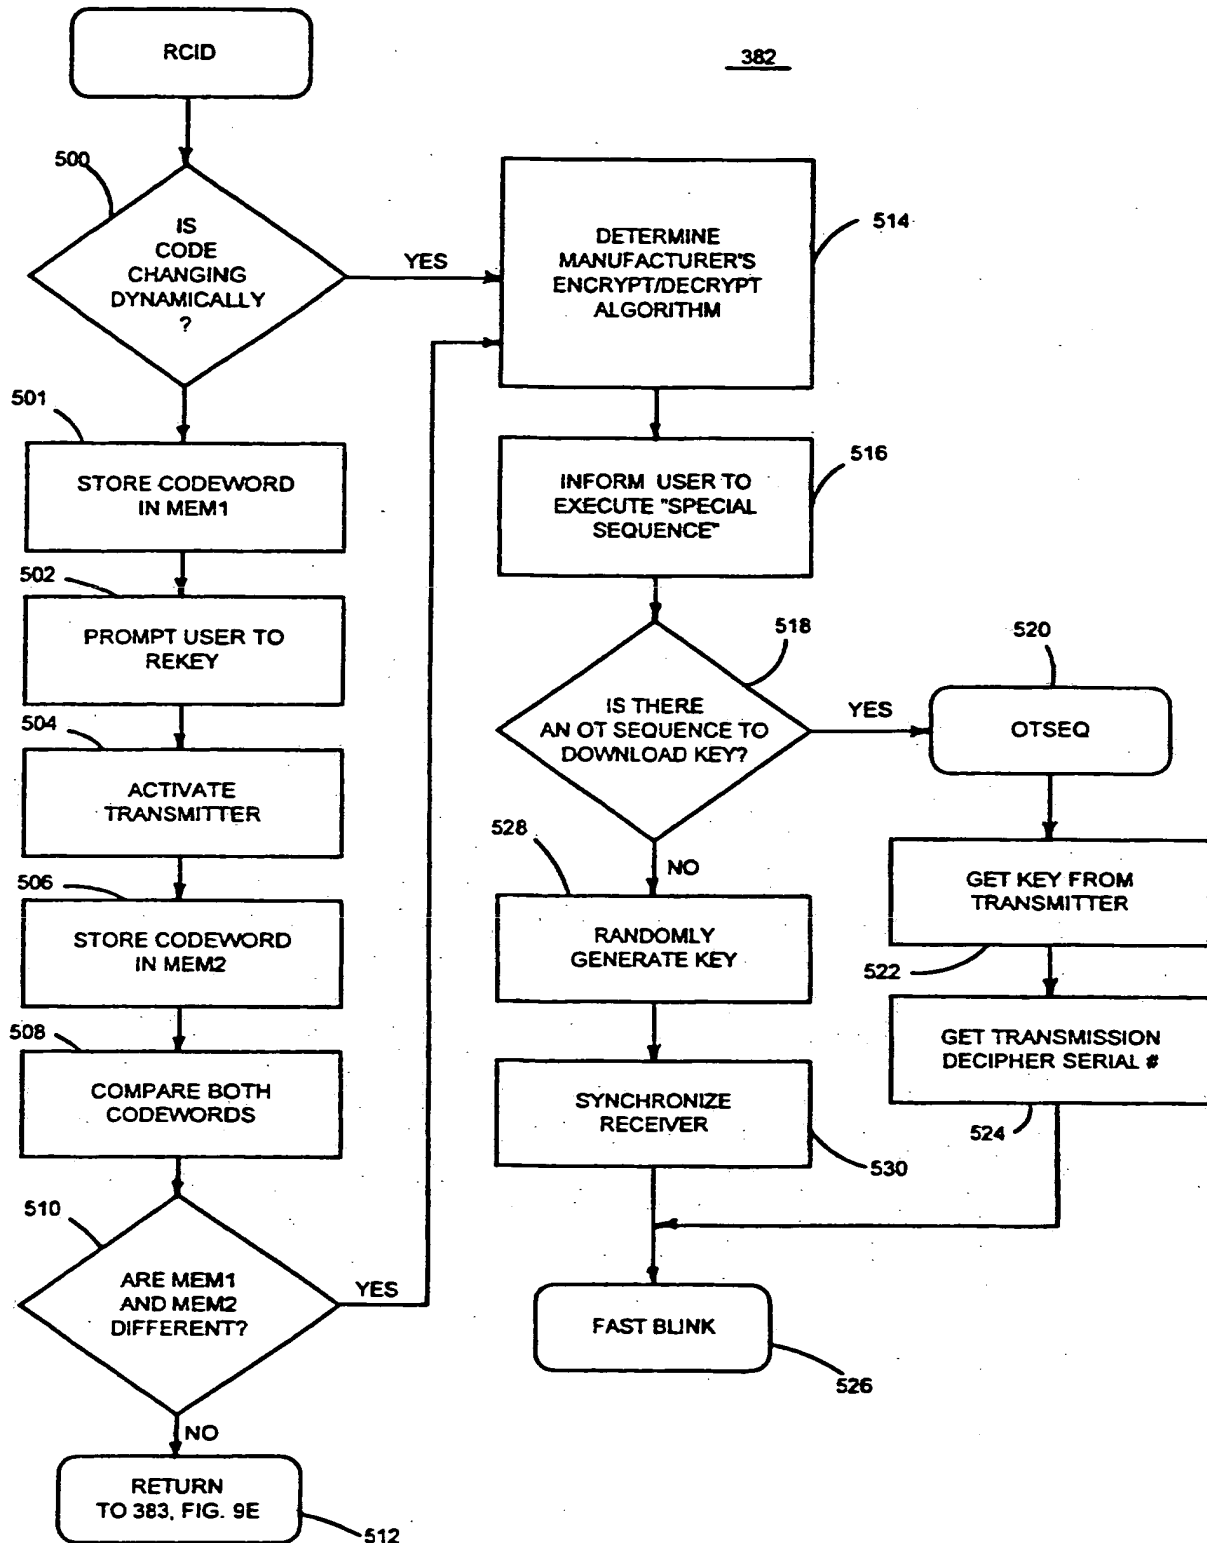 RCID
382
500
IS
CODE
CHANGING
DYNAMICALLY
?
YES
501
STORE CODEWORD
IN MEM1
502
PROMPT USER TO
REKEY
504
ACTIVATE
TRANSMITTER
506
STORE CODEWORD
IN MEM2
508
COMPARE BOTH
CODEWORDS
510
ARE MEM1
AND MEM2
DIFFERENT?
YES
NO
RETURN
TO 383, FIG. 9E
512
DETERMINE
MANUFACTURER'S
ENCRYPT/DECRYPT
ALGORITHM
514
INFORM USER TO
EXECUTE "SPECIAL
SEQUENCE"
516
IS THERE
AN OT SEQUENCE TO
DOWNLOAD KEY?
518
YES
NO
520
OTSEQ
GET KEY FROM
TRANSMITTER
522
GET TRANSMISSION
DECIPHER SERIAL #
524
528
RANDOMLY
GENERATE KEY
SYNCHRONIZE
RECEIVER
530
FAST BLINK
526